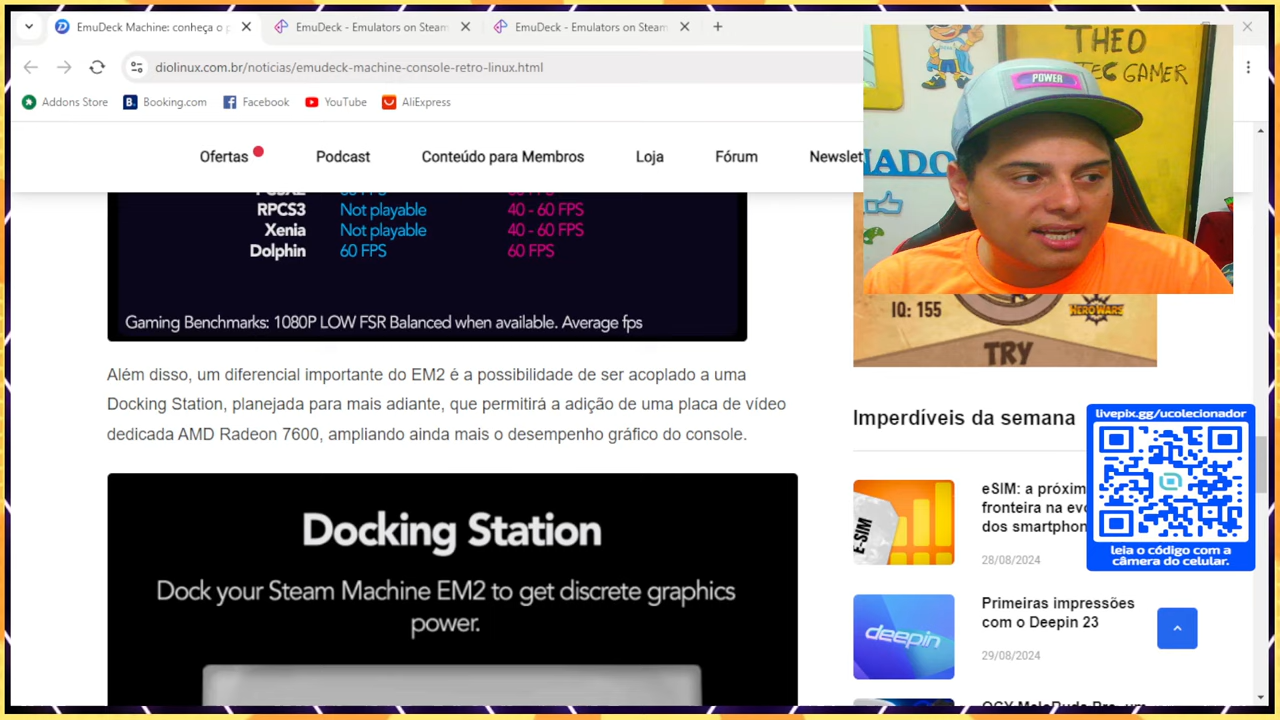 EmuDeck Machine: conheça o p
EmuDeck - Emulators on Steam
EmuDeck - Emulators on Steam
diolinux.com.br/noticias/emudeck-machine-console-retro-linux.html
Addons Store
Booking.com
Facebook
YouTube
AliExpress
Ofertas
Podcast
Conteúdo para Membros
Loja
Fórum
Newslet
RPCS3 Not playable 40 - 60 FPS
Xenia Not playable 40 - 60 FPS
Dolphin 60 FPS 60 FPS
Gaming Benchmarks: 1080P LOW FSR Balanced when available. Average fps
Além disso, um diferencial importante do EM2 é a possibilidade de ser acoplado a uma
Docking Station, planejada para mais adiante, que permitirá a adição de uma placa de vídeo
dedicada AMD Radeon 7600, ampliando ainda mais o desempenho gráfico do console.
Docking Station
Dock your Steam Machine EM2 to get discrete graphics
power.
THEO
TEC GAMER
POWER
NADO
IQ: 155
HERO WARS
TRY
Imperdíveis da semana
livepix.gg/ucolecionador
leia o código com a
câmera do celular.
E-SIM
eSIM: a próxim
fronteira na evo
dos smartphon
28/08/2024
deepin
Primeiras impressões
com o Deepin 23
29/08/2024